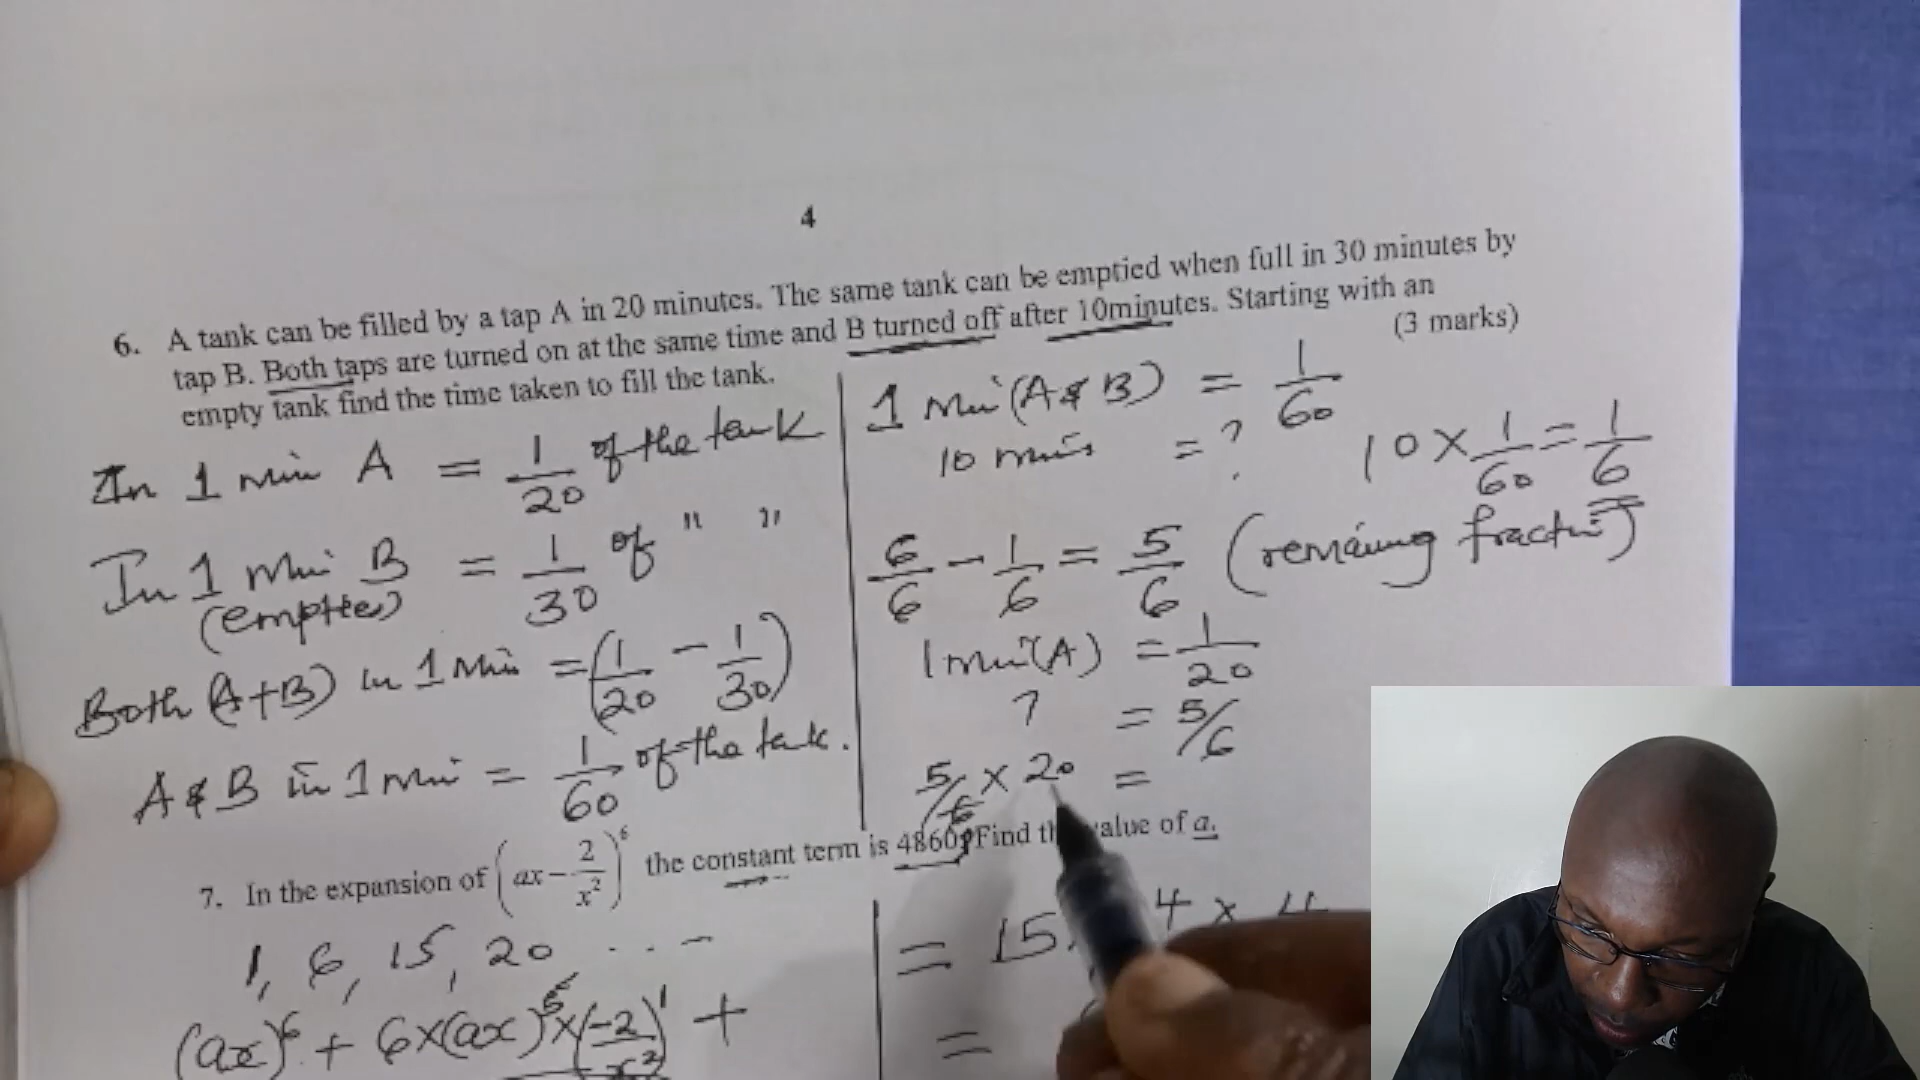 4
6. A tank can be filled by a tap A in 20 minutes. The same tank can be emptied when full in 30 minutes by
tap B. Both taps are turned on at the same time and B turned off after 10minutes. Starting with an
empty tank find the time taken to fill the tank. (3 marks)
In 1 min A = 1/20 of the tank
In 1 min B = 1/30 of " "
(empties)
Both (A+B) in 1 min = (1/20 - 1/30)
A & B in 1 min = 1/60 of the tank.
1 min (A & B) = 1/60
10 mins = ? 10 × 1/60 = 1/6
6/6 - 1/6 = 5/6 (remaining fraction)
1 min (A) = 1/20
? = 5/6
5/6 × 20 =
7. In the expansion of (ax - 2/x²)⁶ the constant term is 4860. Find the value of a.
1, 6, 15, 20 . . . -
(ax)⁶ + 6×(ax)⁵×(-2/x²)¹ +
= 15 4 ×
=